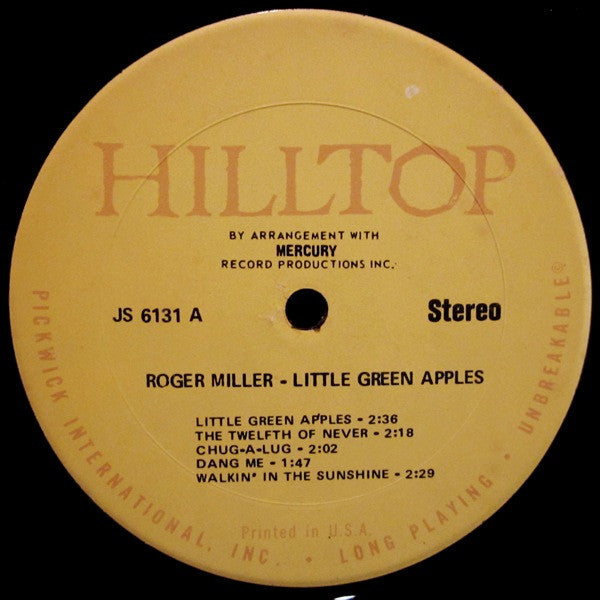 HILLTOP
BY ARRANGEMENT WITH
MERCURY
RECORD PRODUCTIONS INC.
JS 6131 A
Stereo
ROGER MILLER - LITTLE GREEN APPLES
LITTLE GREEN APPLES - 2:36
THE TWELFTH OF NEVER - 2:18
CHUG-A-LUG - 2:02
DANG ME - 1:47
WALKIN' IN THE SUNSHINE - 2:29
Printed in U.S.A.
PICKWICK INTERNATIONAL, INC. • LONG PLAYING • UNBREAKABLE©